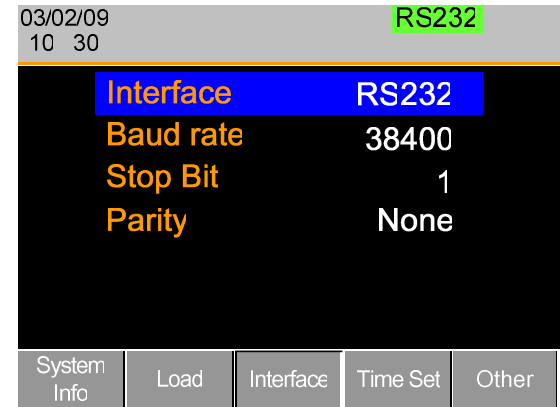 03/02/09
RS232
10 30
Interface RS232
Baud rate 38400
Stop Bit 1
Parity None
System
Info
Load
Interface
Time Set
Other